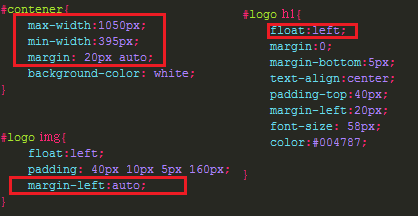 #contener{
max-width:1050px;
min-width:395px;
margin: 20px auto;
background-color: white;
}
#logo img{
float:left;
padding: 40px 10px 5px 160px;
margin-left:auto;
}
#logo h1{
float:left;
margin:0;
margin-bottom:5px;
text-align:center;
padding-top:40px;
margin-left:20px;
font-size: 58px;
color:#004787;
}